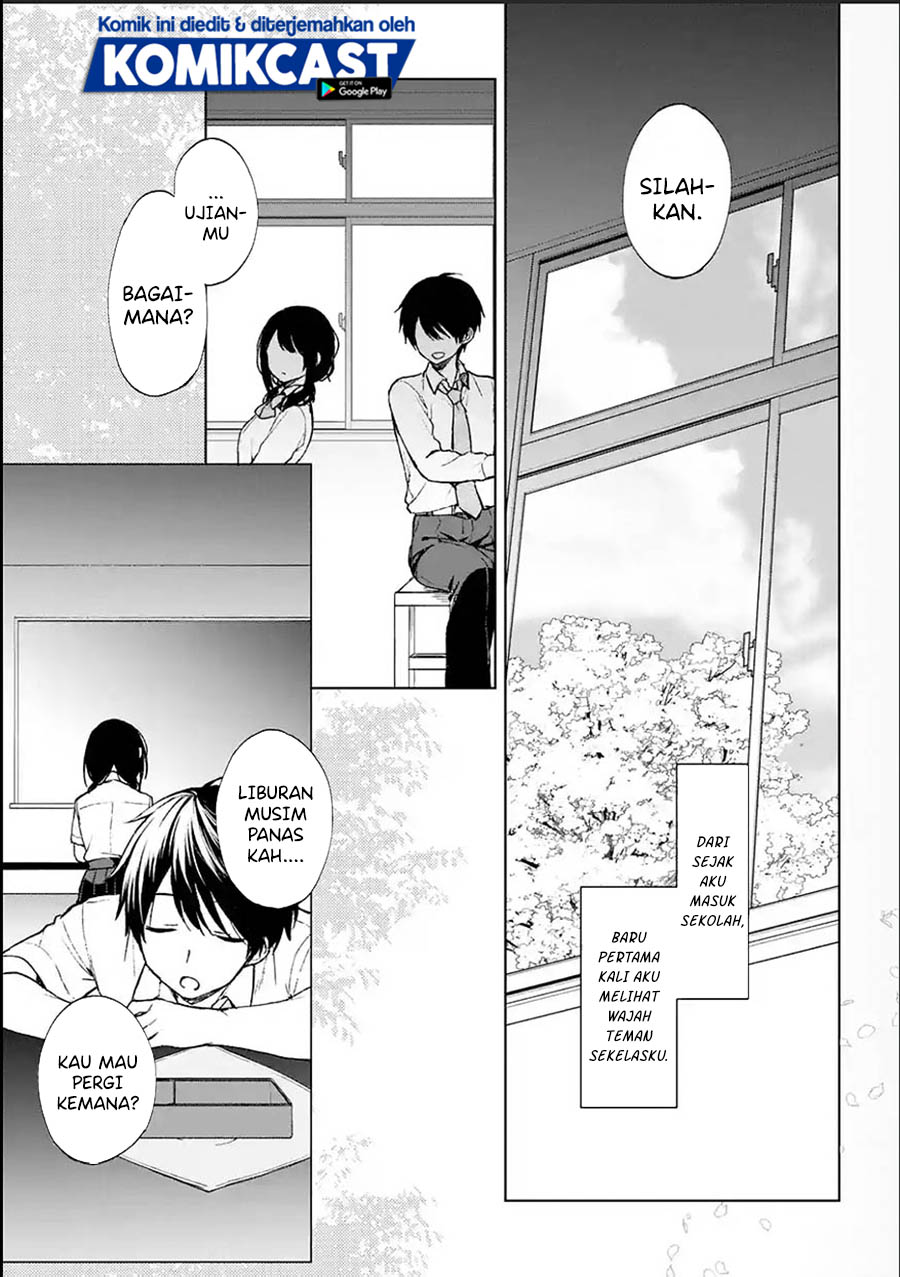 Komik ini diedit & diterjemahkan oleh
KOMIKCAST
GET IT ON
Google Play
SILAH-
KAN.
DARI
SEJAK
AKU
MASUK
SEKOLAH,
BARU
PERTAMA
KALI AKU
MELIHAT
WAJAH
TEMAN
SEKELASKU.
...
UJIAN-
MU
BAGAI-
MANA?
LIBURAN
MUSIM
PANAS
KAH....
KAU MAU
PERGI
KEMANA?